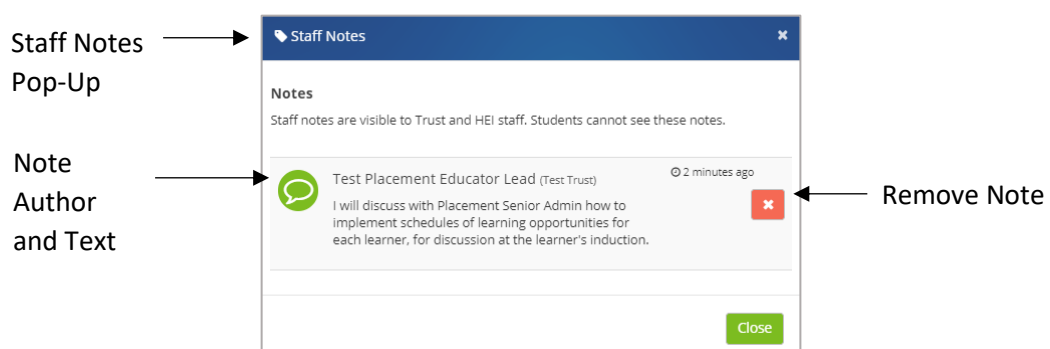 Staff Notes
Pop-Up
Staff Notes ×
Notes
Staff notes are visible to Trust and HEI staff. Students cannot see these notes.
Note
Author
and Text
Test Placement Educator Lead (Test Trust)
2 minutes ago
I will discuss with Placement Senior Admin how to
implement schedules of learning opportunities for
each learner, for discussion at the learner's induction.
×
Remove Note
Close